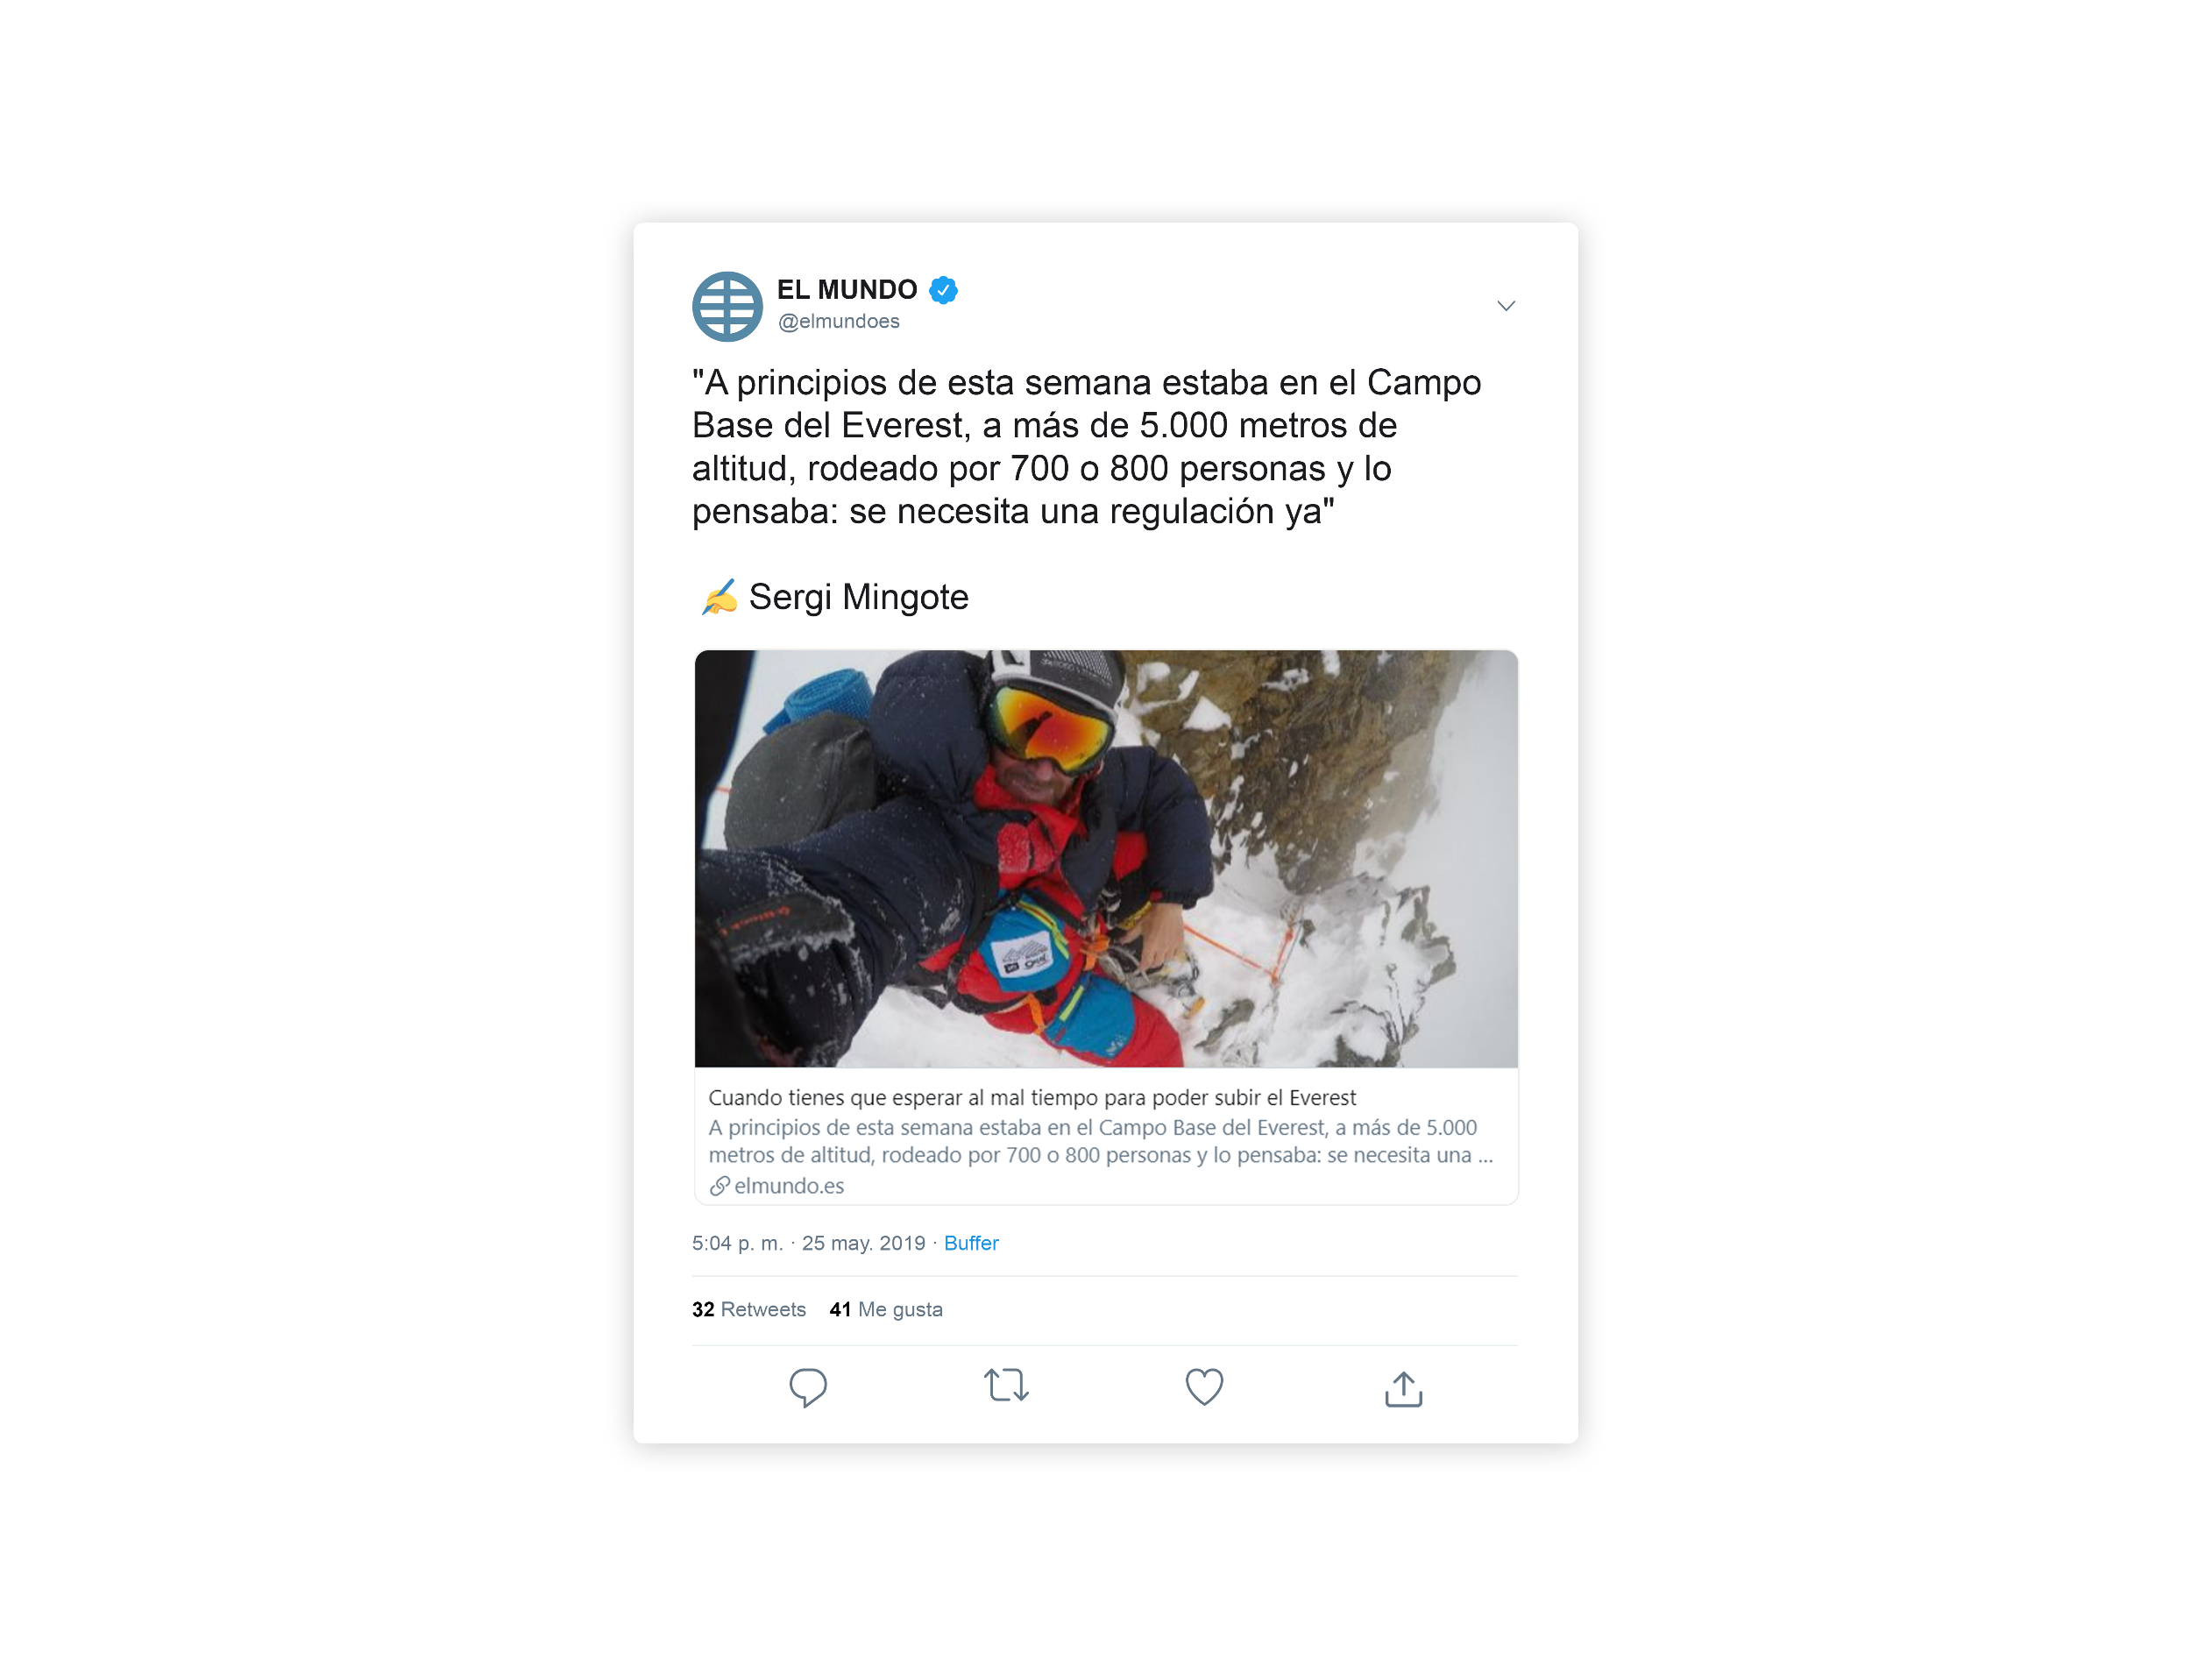 EL MUNDO
@elmundoes
"A principios de esta semana estaba en el Campo
Base del Everest, a más de 5.000 metros de
altitud, rodeado por 700 o 800 personas y lo
pensaba: se necesita una regulación ya"
✍️ Sergi Mingote
Cuando tienes que esperar al mal tiempo para poder subir el Everest
A principios de esta semana estaba en el Campo Base del Everest, a más de 5.000
metros de altitud, rodeado por 700 o 800 personas y lo pensaba: se necesita una ...
elmundo.es
5:04 p. m. · 25 may. 2019 · Buffer
32 Retweets 41 Me gusta